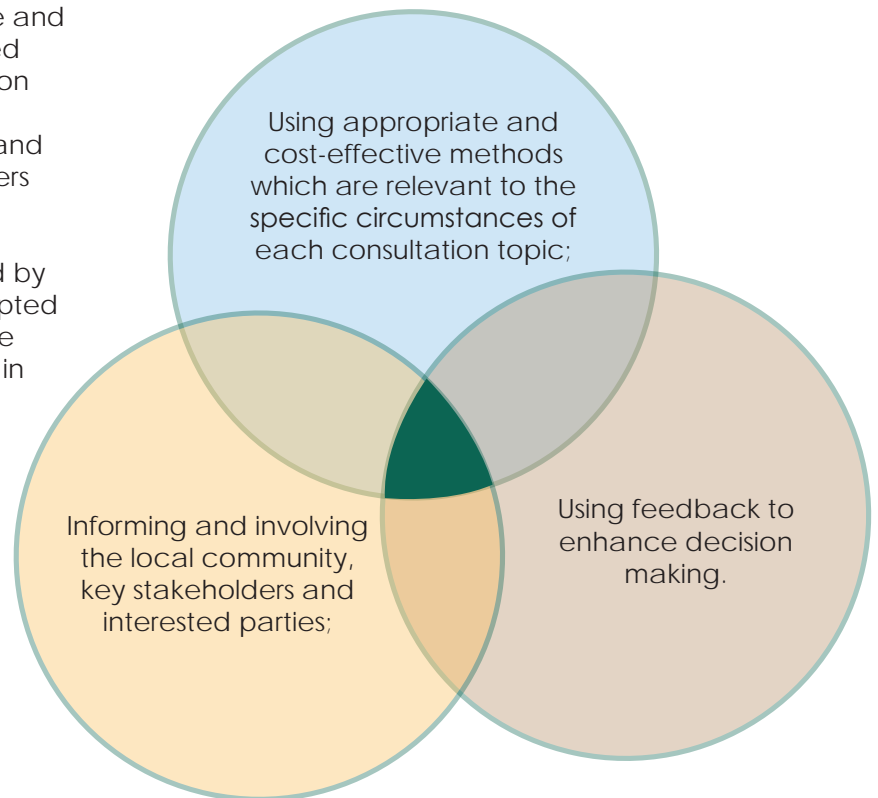 e and
ed
on
and
ers
d by
pted
e
in
Using appropriate and
cost-effective methods
which are relevant to the
specific circumstances of
each consultation topic;
Informing and involving
the local community,
key stakeholders and
interested parties;
Using feedback to
enhance decision
making.